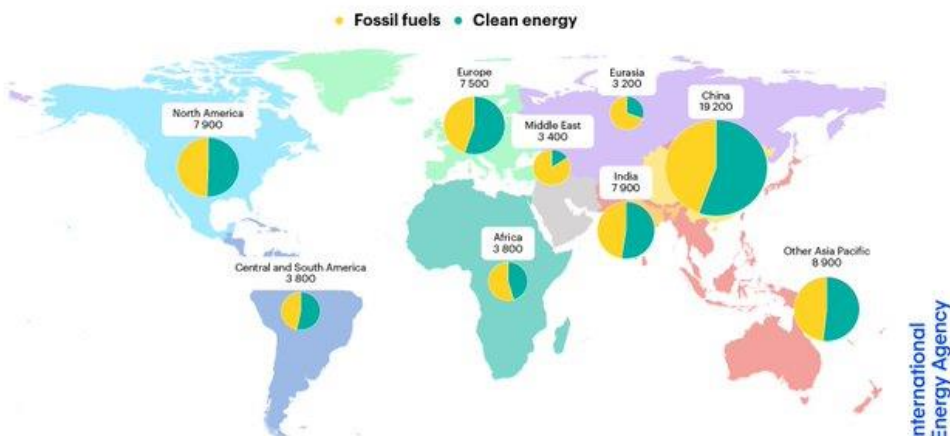 Fossil fuels Clean energy
Europe
7 500
Eurasia
3 200
China
19 200
North America
7 900
Middle East
3 400
India
7 900
Africa
3 800
Other Asia Pacific
8 900
Central and South America
3 800
International
Energy Agency